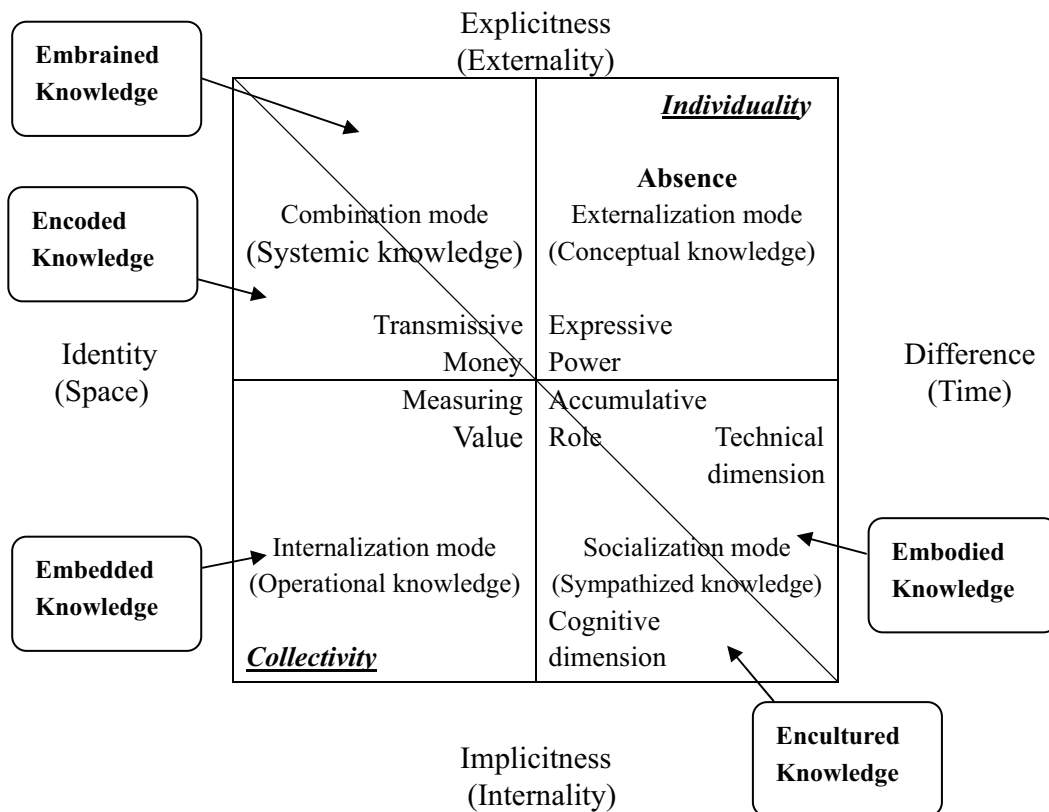 Explicitness
(Externality)
Embrained
Knowledge
Individuality
Absence
Encoded
Knowledge
Combination mode
(Systemic knowledge)
Externalization mode
(Conceptual knowledge)
Transmissive
Money
Expressive
Power
Identity
(Space)
Difference
(Time)
Measuring
Value
Accumulative
Role
Technical
dimension
Embedded
Knowledge
Internalization mode
(Operational knowledge)
Socialization mode
(Sympathized knowledge)
Embodied
Knowledge
Cognitive
dimension
Collectivity
Encultured
Knowledge
Implicitness
(Internality)